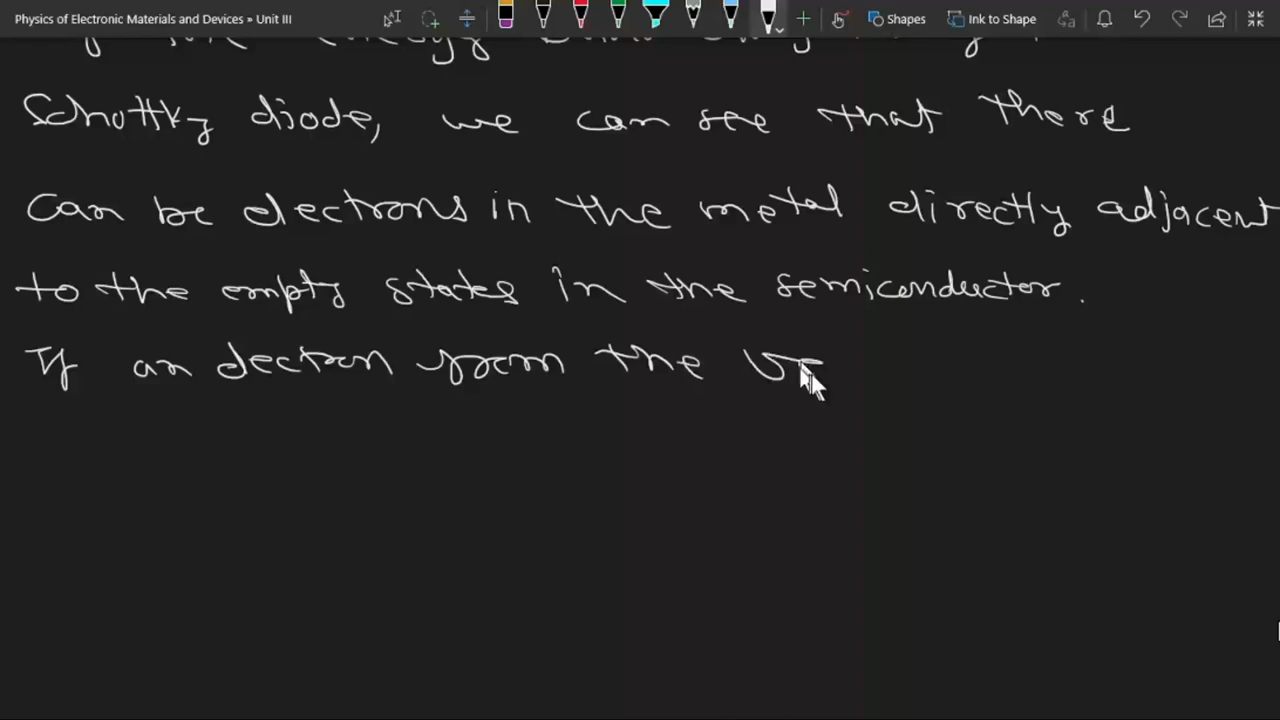 Physics of Electronic Materials and Devices » Unit III
Shapes
Ink to Shape
Schottky diode, we can see that there
can be electrons in the metal directly adjacent
to the empty states in the semiconductor.
If an electron from the